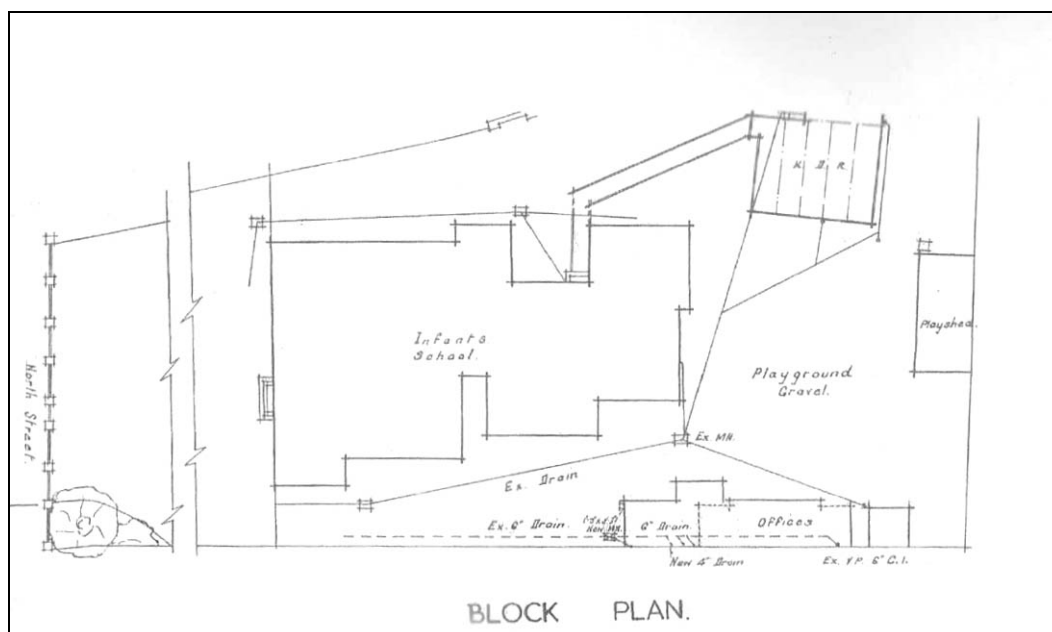 H. D. R.
Playshed.
Infants
School.
Playground
Gravel.
North Street.
Ex. MH.
Ex. Drain
Ex. 6" Drain.
New MH.
6" Drain.
Offices
New 4" Drain
Ex. V.P. 6" C.I.
BLOCK PLAN.